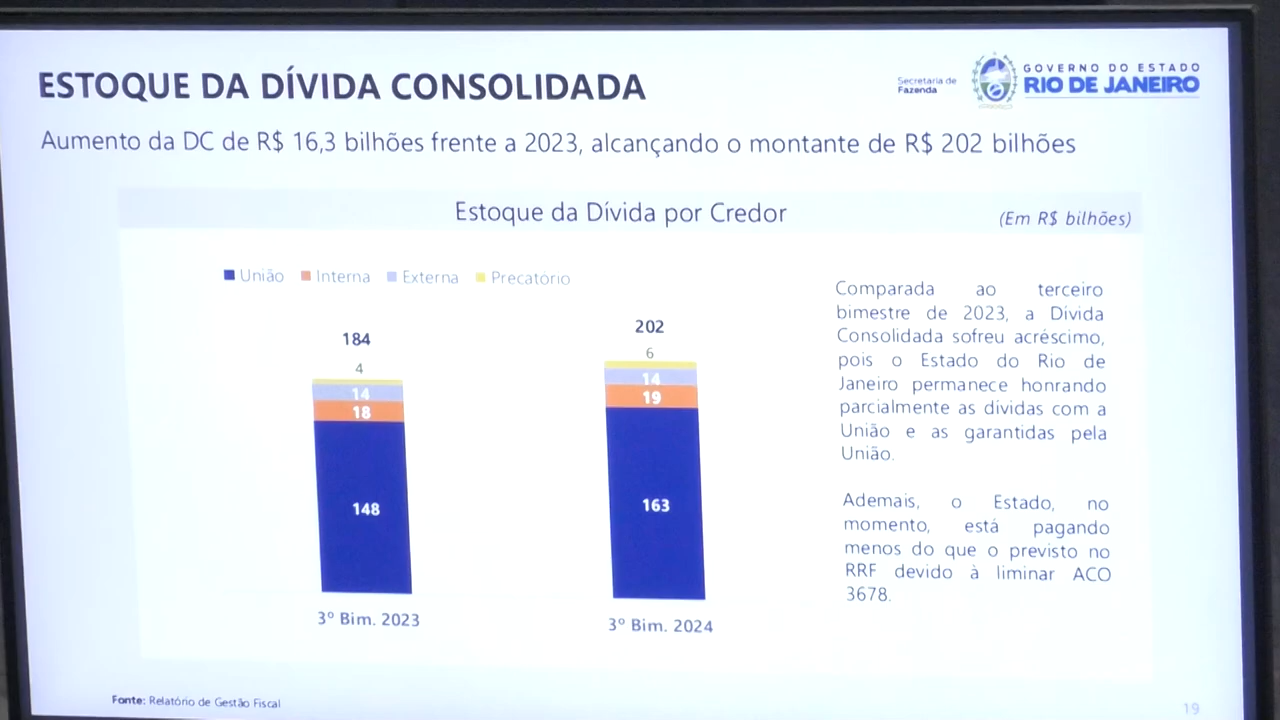 ESTOQUE DA DÍVIDA CONSOLIDADA
Secretaria de
Fazenda
GOVERNO DO ESTADO
RIO DE JANEIRO
Aumento da DC de R$ 16,3 bilhões frente a 2023, alcançando o montante de R$ 202 bilhões
Estoque da Dívida por Credor
(Em R$ bilhões)
União Interna Externa Precatório
184
4
14
18
148
3º Bim. 2023
202
6
14
19
163
3º Bim. 2024
Comparada ao terceiro
bimestre de 2023, a Dívida
Consolidada sofreu acréscimo,
pois o Estado do Rio de
Janeiro permanece honrando
parcialmente as dívidas com a
União e as garantidas pela
União.
Ademais, o Estado, no
momento, está pagando
menos do que o previsto no
RRF devido à liminar ACO
3678.
Fonte: Relatório de Gestão Fiscal
19